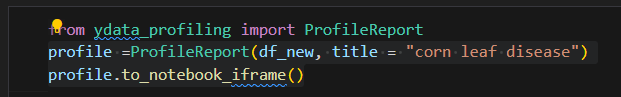 from ydata_profiling import ProfileReport
profile =ProfileReport(df_new, title = "corn leaf disease")
profile.to_notebook_iframe()